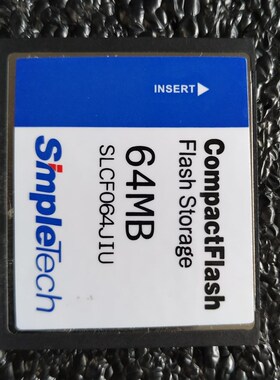 INSERT
CompactFlash
Flash Storage
64MB
SLCF064JIU
SimpleTech